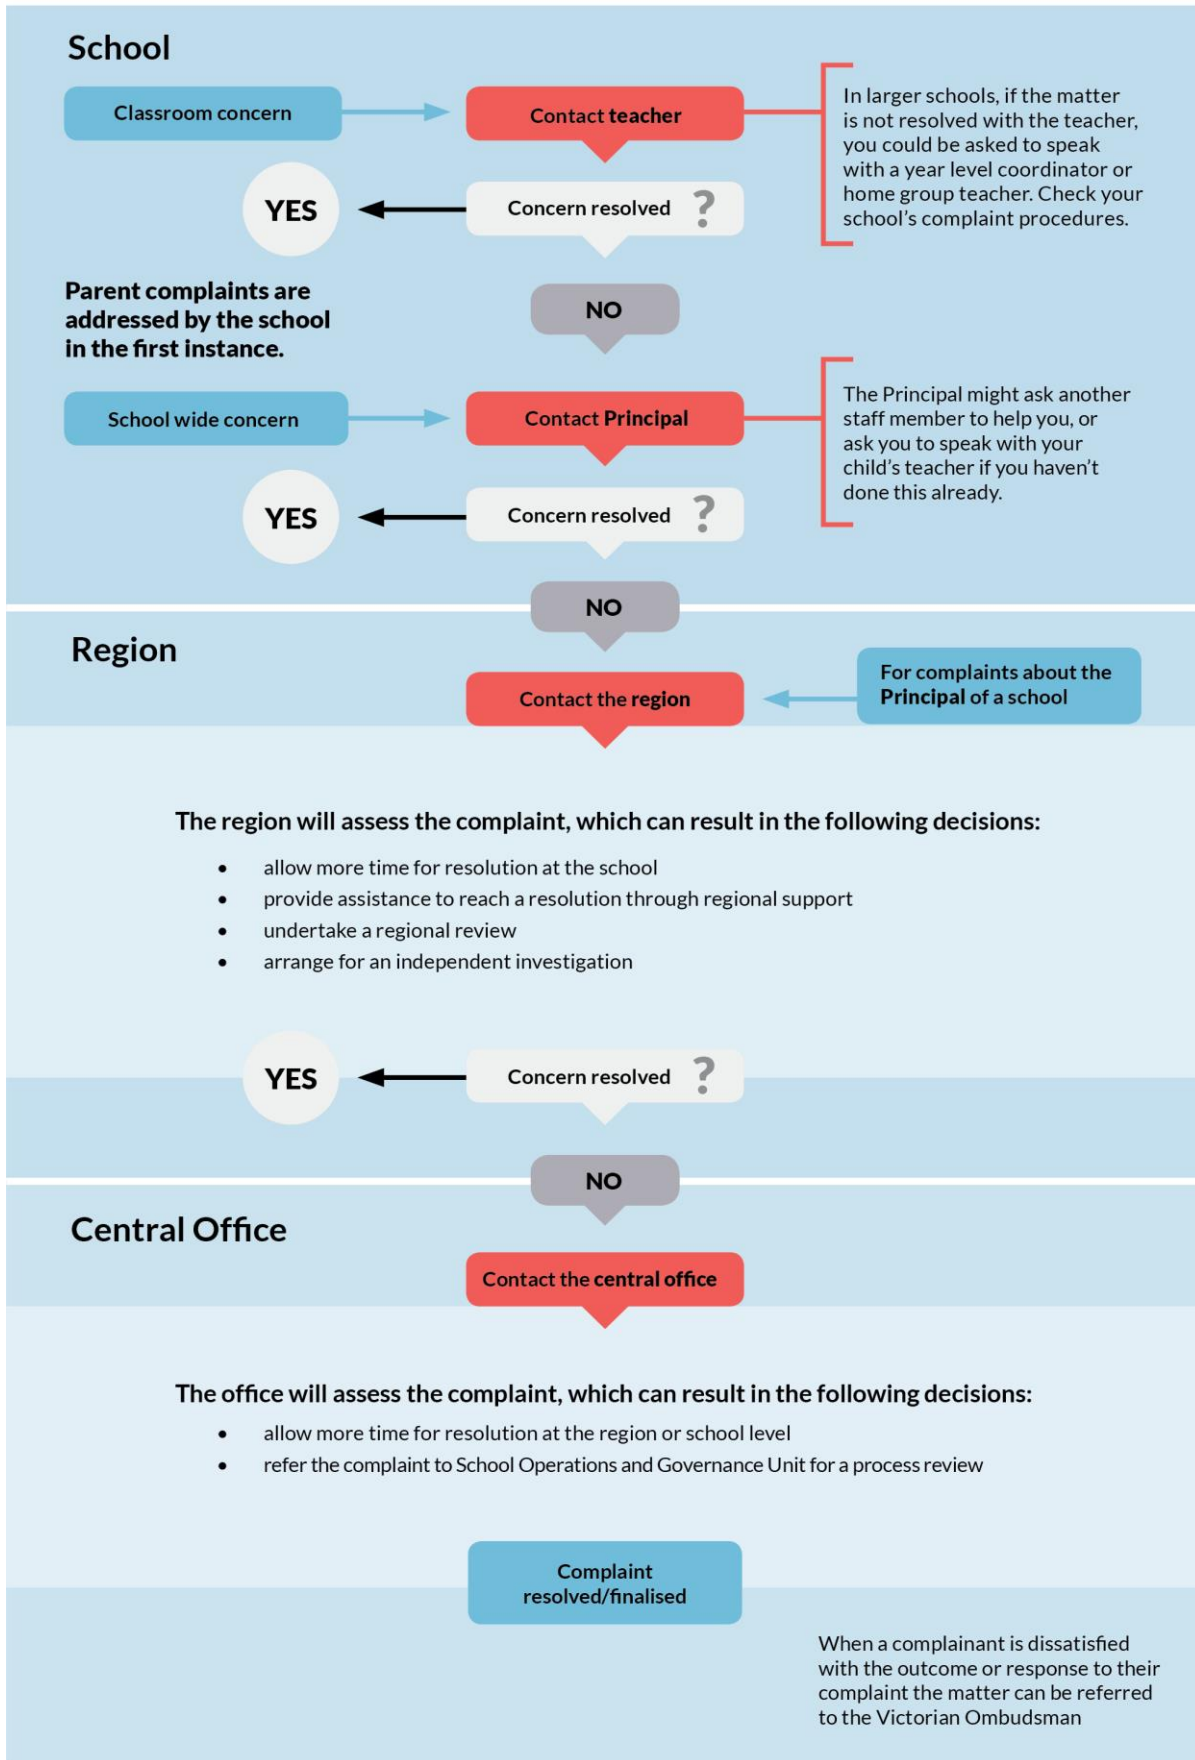 School
Classroom concern
Contact teacher
In larger schools, if the matter
is not resolved with the teacher,
you could be asked to speak
with a year level coordinator or
home group teacher. Check your
school’s complaint procedures.
YES
Concern resolved ?
NO
Parent complaints are
addressed by the school
in the first instance.
School wide concern
Contact Principal
The Principal might ask another
staff member to help you, or
ask you to speak with your
child’s teacher if you haven’t
done this already.
YES
Concern resolved ?
NO
Region
Contact the region
For complaints about the
Principal of a school
The region will assess the complaint, which can result in the following decisions:
• allow more time for resolution at the school
• provide assistance to reach a resolution through regional support
• undertake a regional review
• arrange for an independent investigation
YES
Concern resolved ?
NO
Central Office
Contact the central office
The office will assess the complaint, which can result in the following decisions:
• allow more time for resolution at the region or school level
• refer the complaint to School Operations and Governance Unit for a process review
Complaint
resolved/finalised
When a complainant is dissatisfied
with the outcome or response to their
complaint the matter can be referred
to the Victorian Ombudsman